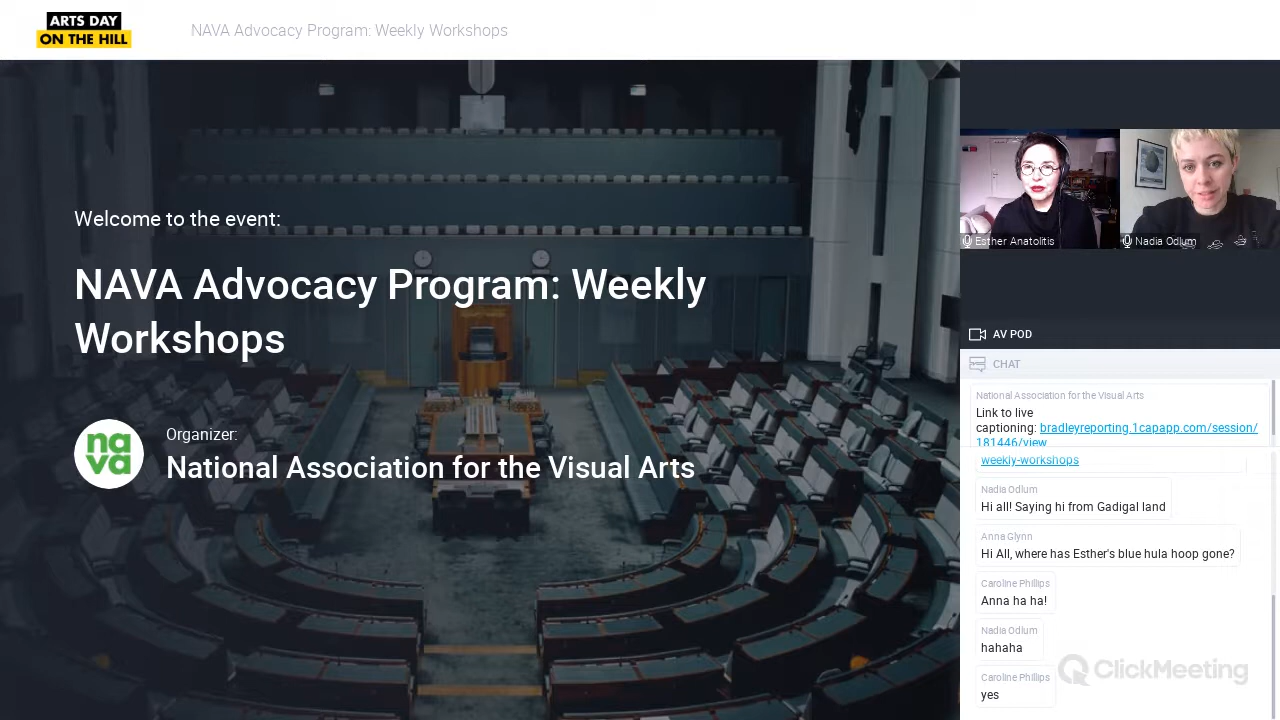 ARTS DAY
ON THE HILL
NAVA Advocacy Program: Weekly Workshops
Welcome to the event:
NAVA Advocacy Program: Weekly
Workshops
na
va
Organizer:
National Association for the Visual Arts
Esther Anatolitis
Nadia Odlum
AV POD
CHAT
National Association for the Visual Arts
Link to live
captioning: bradleyreporting.1capapp.com/session/
181446/view
weekly-workshops
Nadia Odlum
Hi all! Saying hi from Gadigal land
Anna Glynn
Hi All, where has Esther's blue hula hoop gone?
Caroline Phillips
Anna ha ha!
Nadia Odlum
hahaha
Caroline Phillips
yes
ClickMeeting